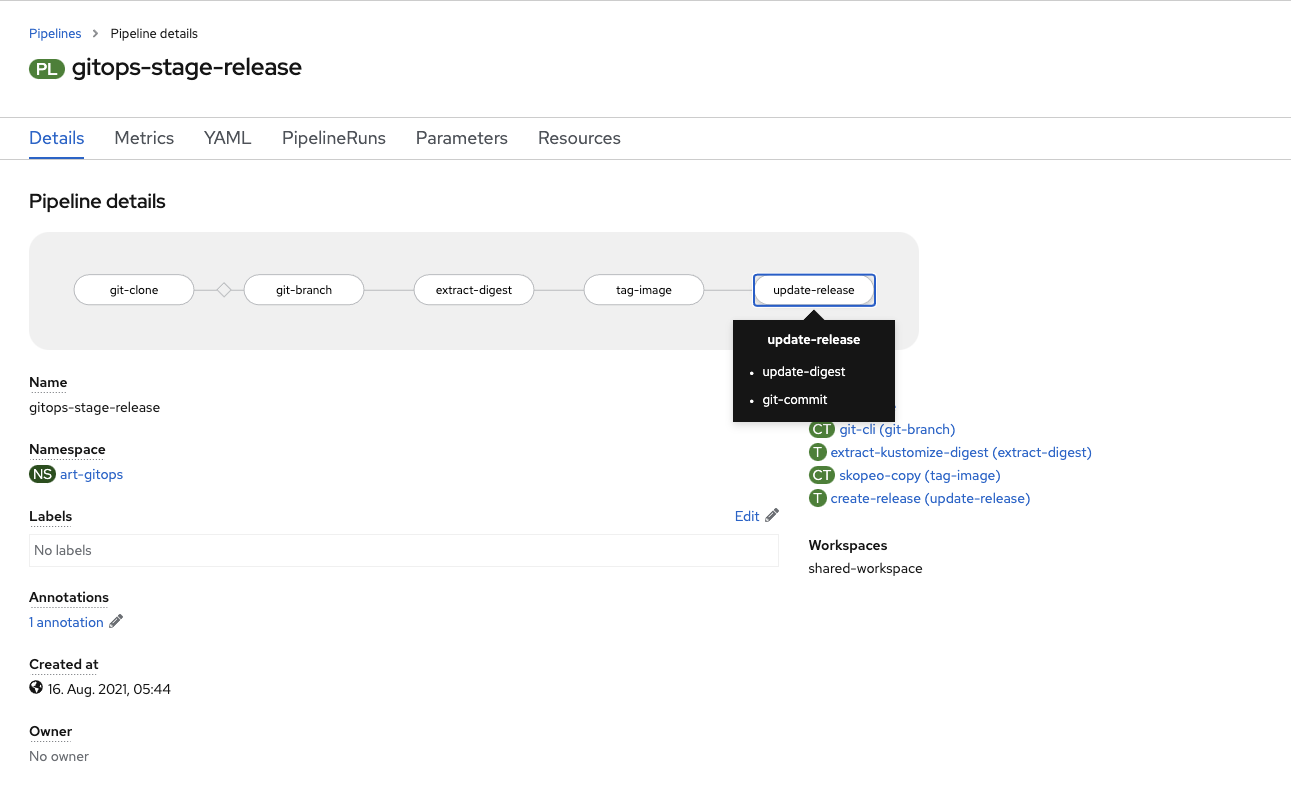 Pipelines > Pipeline details
PL gitops-stage-release
Details Metrics YAML PipelineRuns Parameters Resources
Pipeline details
git-clone git-branch extract-digest tag-image update-release
update-release
• update-digest
• git-commit
Name
gitops-stage-release
Namespace
NS art-gitops
Labels
Edit
No labels
Annotations
1 annotation
Created at
16. Aug. 2021, 05:44
Owner
No owner
CT git-cli (git-branch)
T extract-kustomize-digest (extract-digest)
CT skopeo-copy (tag-image)
T create-release (update-release)
Workspaces
shared-workspace